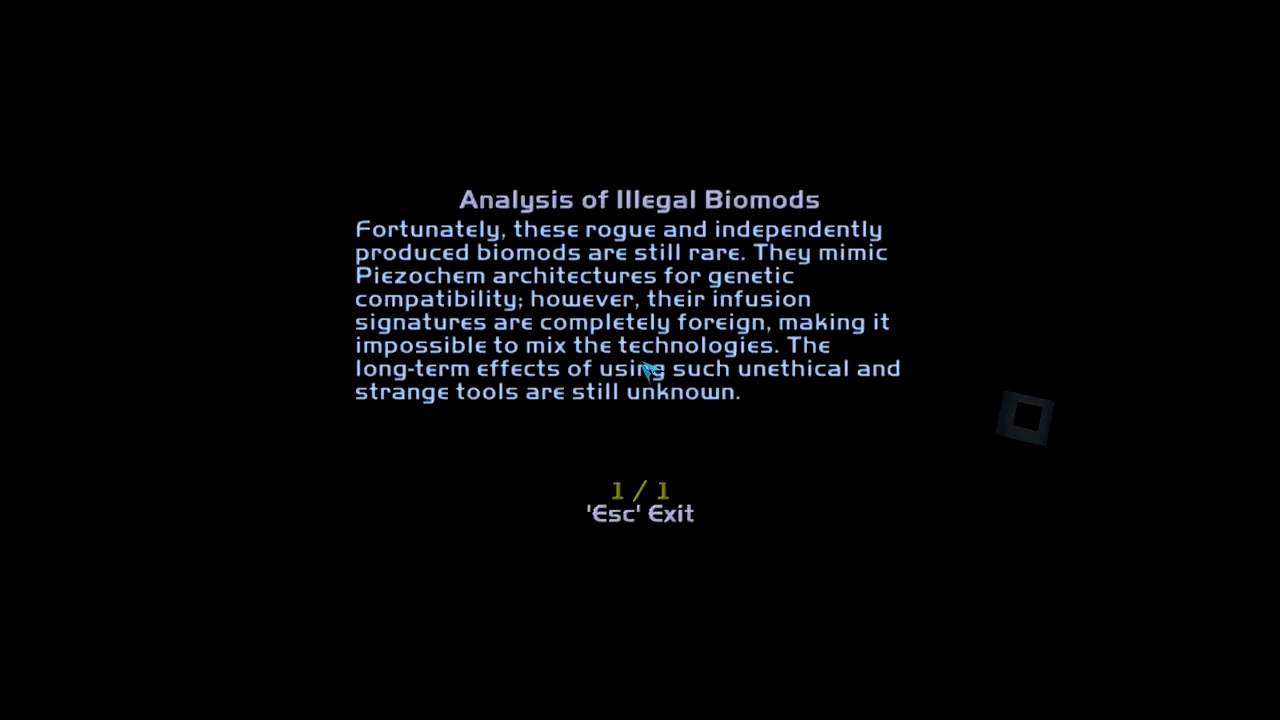 Analysis of Illegal Biomods
Fortunately, these rogue and independently
produced biomods are still rare. They mimic
Piezochem architectures for genetic
compatibility; however, their infusion
signatures are completely foreign, making it
impossible to mix the technologies. The
long-term effects of using such unethical and
strange tools are still unknown.
1 / 1
'Esc' Exit